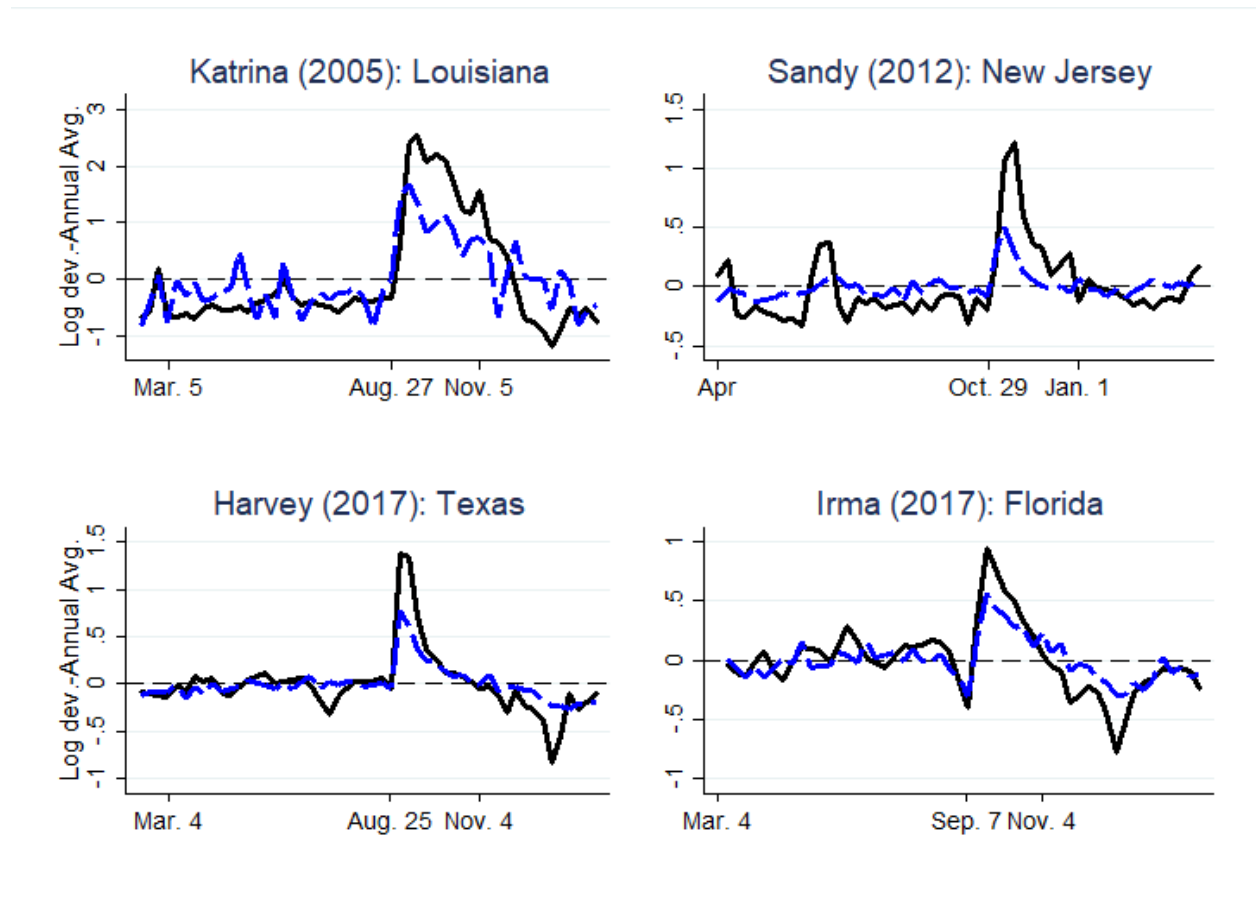 Katrina (2005): Louisiana
Log dev.-Annual Avg.
3
2
1
0
-1
Mar. 5
Aug. 27
Nov. 5
Sandy (2012): New Jersey
1.5
1
.5
0
-.5
Apr
Oct. 29
Jan. 1
Harvey (2017): Texas
Log dev.-Annual Avg.
1.5
1
.5
0
-.5
-1
Mar. 4
Aug. 25
Nov. 4
Irma (2017): Florida
1
.5
0
-.5
-1
Mar. 4
Sep. 7
Nov. 4